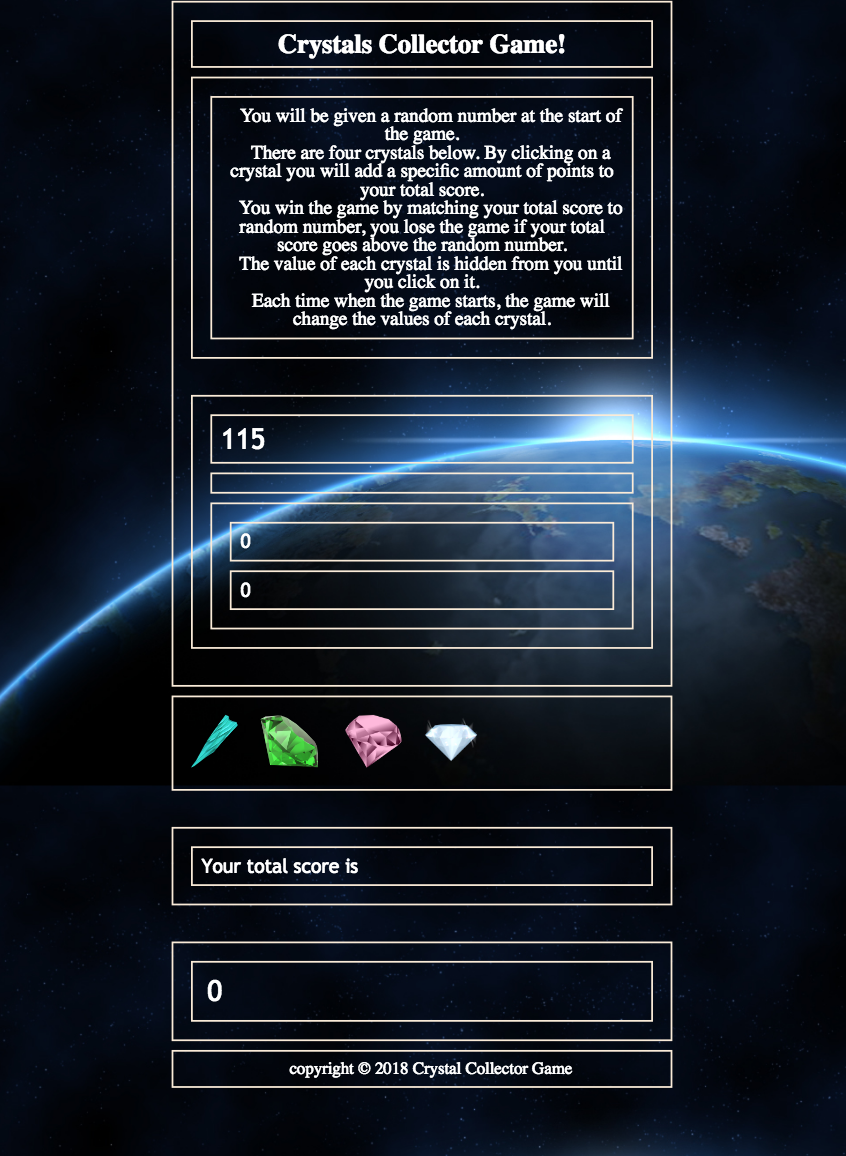 Crystals Collector Game!
You will be given a random number at the start of
the game.
There are four crystals below. By clicking on a
crystal you will add a specific amount of points to
your total score.
You win the game by matching your total score to
random number, you lose the game if your total
score goes above the random number.
The value of each crystal is hidden from you until
you click on it.
Each time when the game starts, the game will
change the values of each crystal.
115
0
0
Your total score is
0
copyright © 2018 Crystal Collector Game